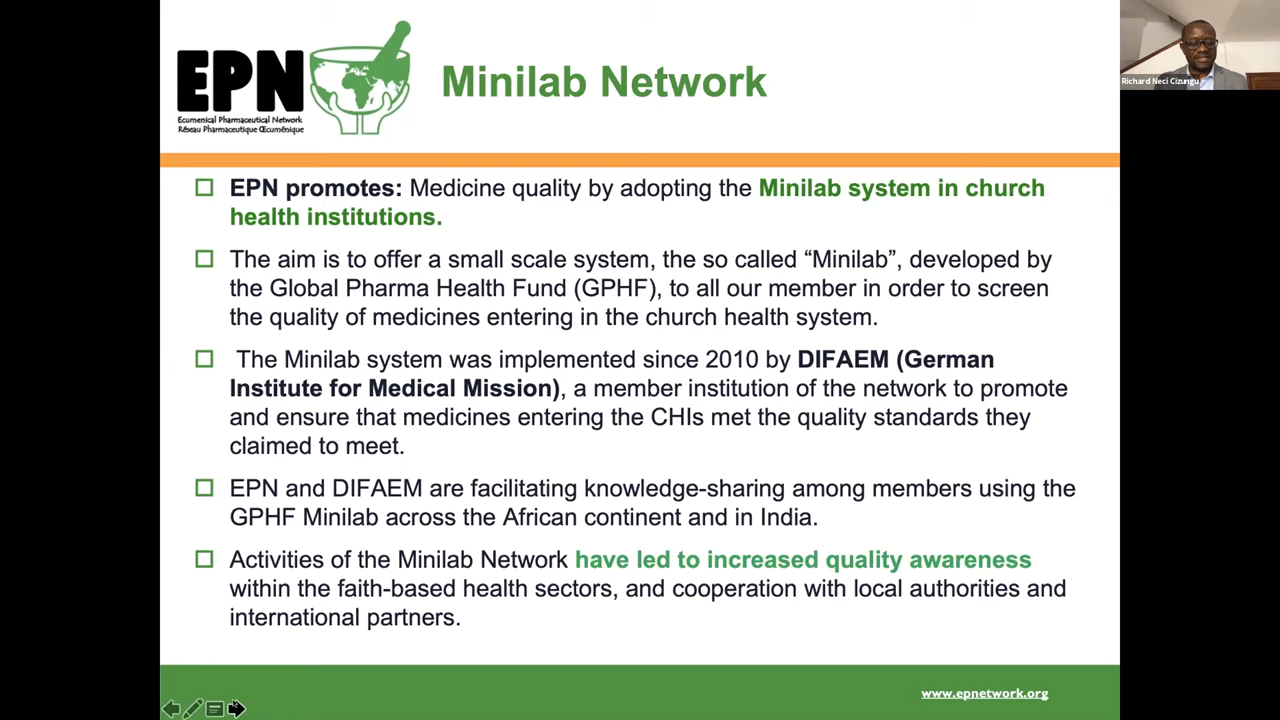 EPN
Ecumenical Pharmaceutical Network
Réseau Pharmaceutique Œcuménique
Minilab Network
Richard Neci Cizungu
EPN promotes: Medicine quality by adopting the Minilab system in church
health institutions.
The aim is to offer a small scale system, the so called “Minilab”, developed by
the Global Pharma Health Fund (GPHF), to all our member in order to screen
the quality of medicines entering in the church health system.
The Minilab system was implemented since 2010 by DIFAEM (German
Institute for Medical Mission), a member institution of the network to promote
and ensure that medicines entering the CHIs met the quality standards they
claimed to meet.
EPN and DIFAEM are facilitating knowledge-sharing among members using the
GPHF Minilab across the African continent and in India.
Activities of the Minilab Network have led to increased quality awareness
within the faith-based health sectors, and cooperation with local authorities and
international partners.
www.epnetwork.org